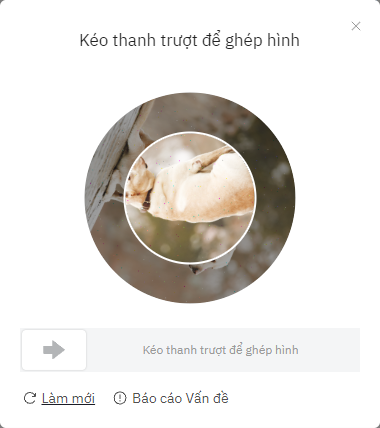 Kéo thanh trượt để ghép hình
Kéo thanh trượt để ghép hình
Làm mới
Báo cáo Vấn đề